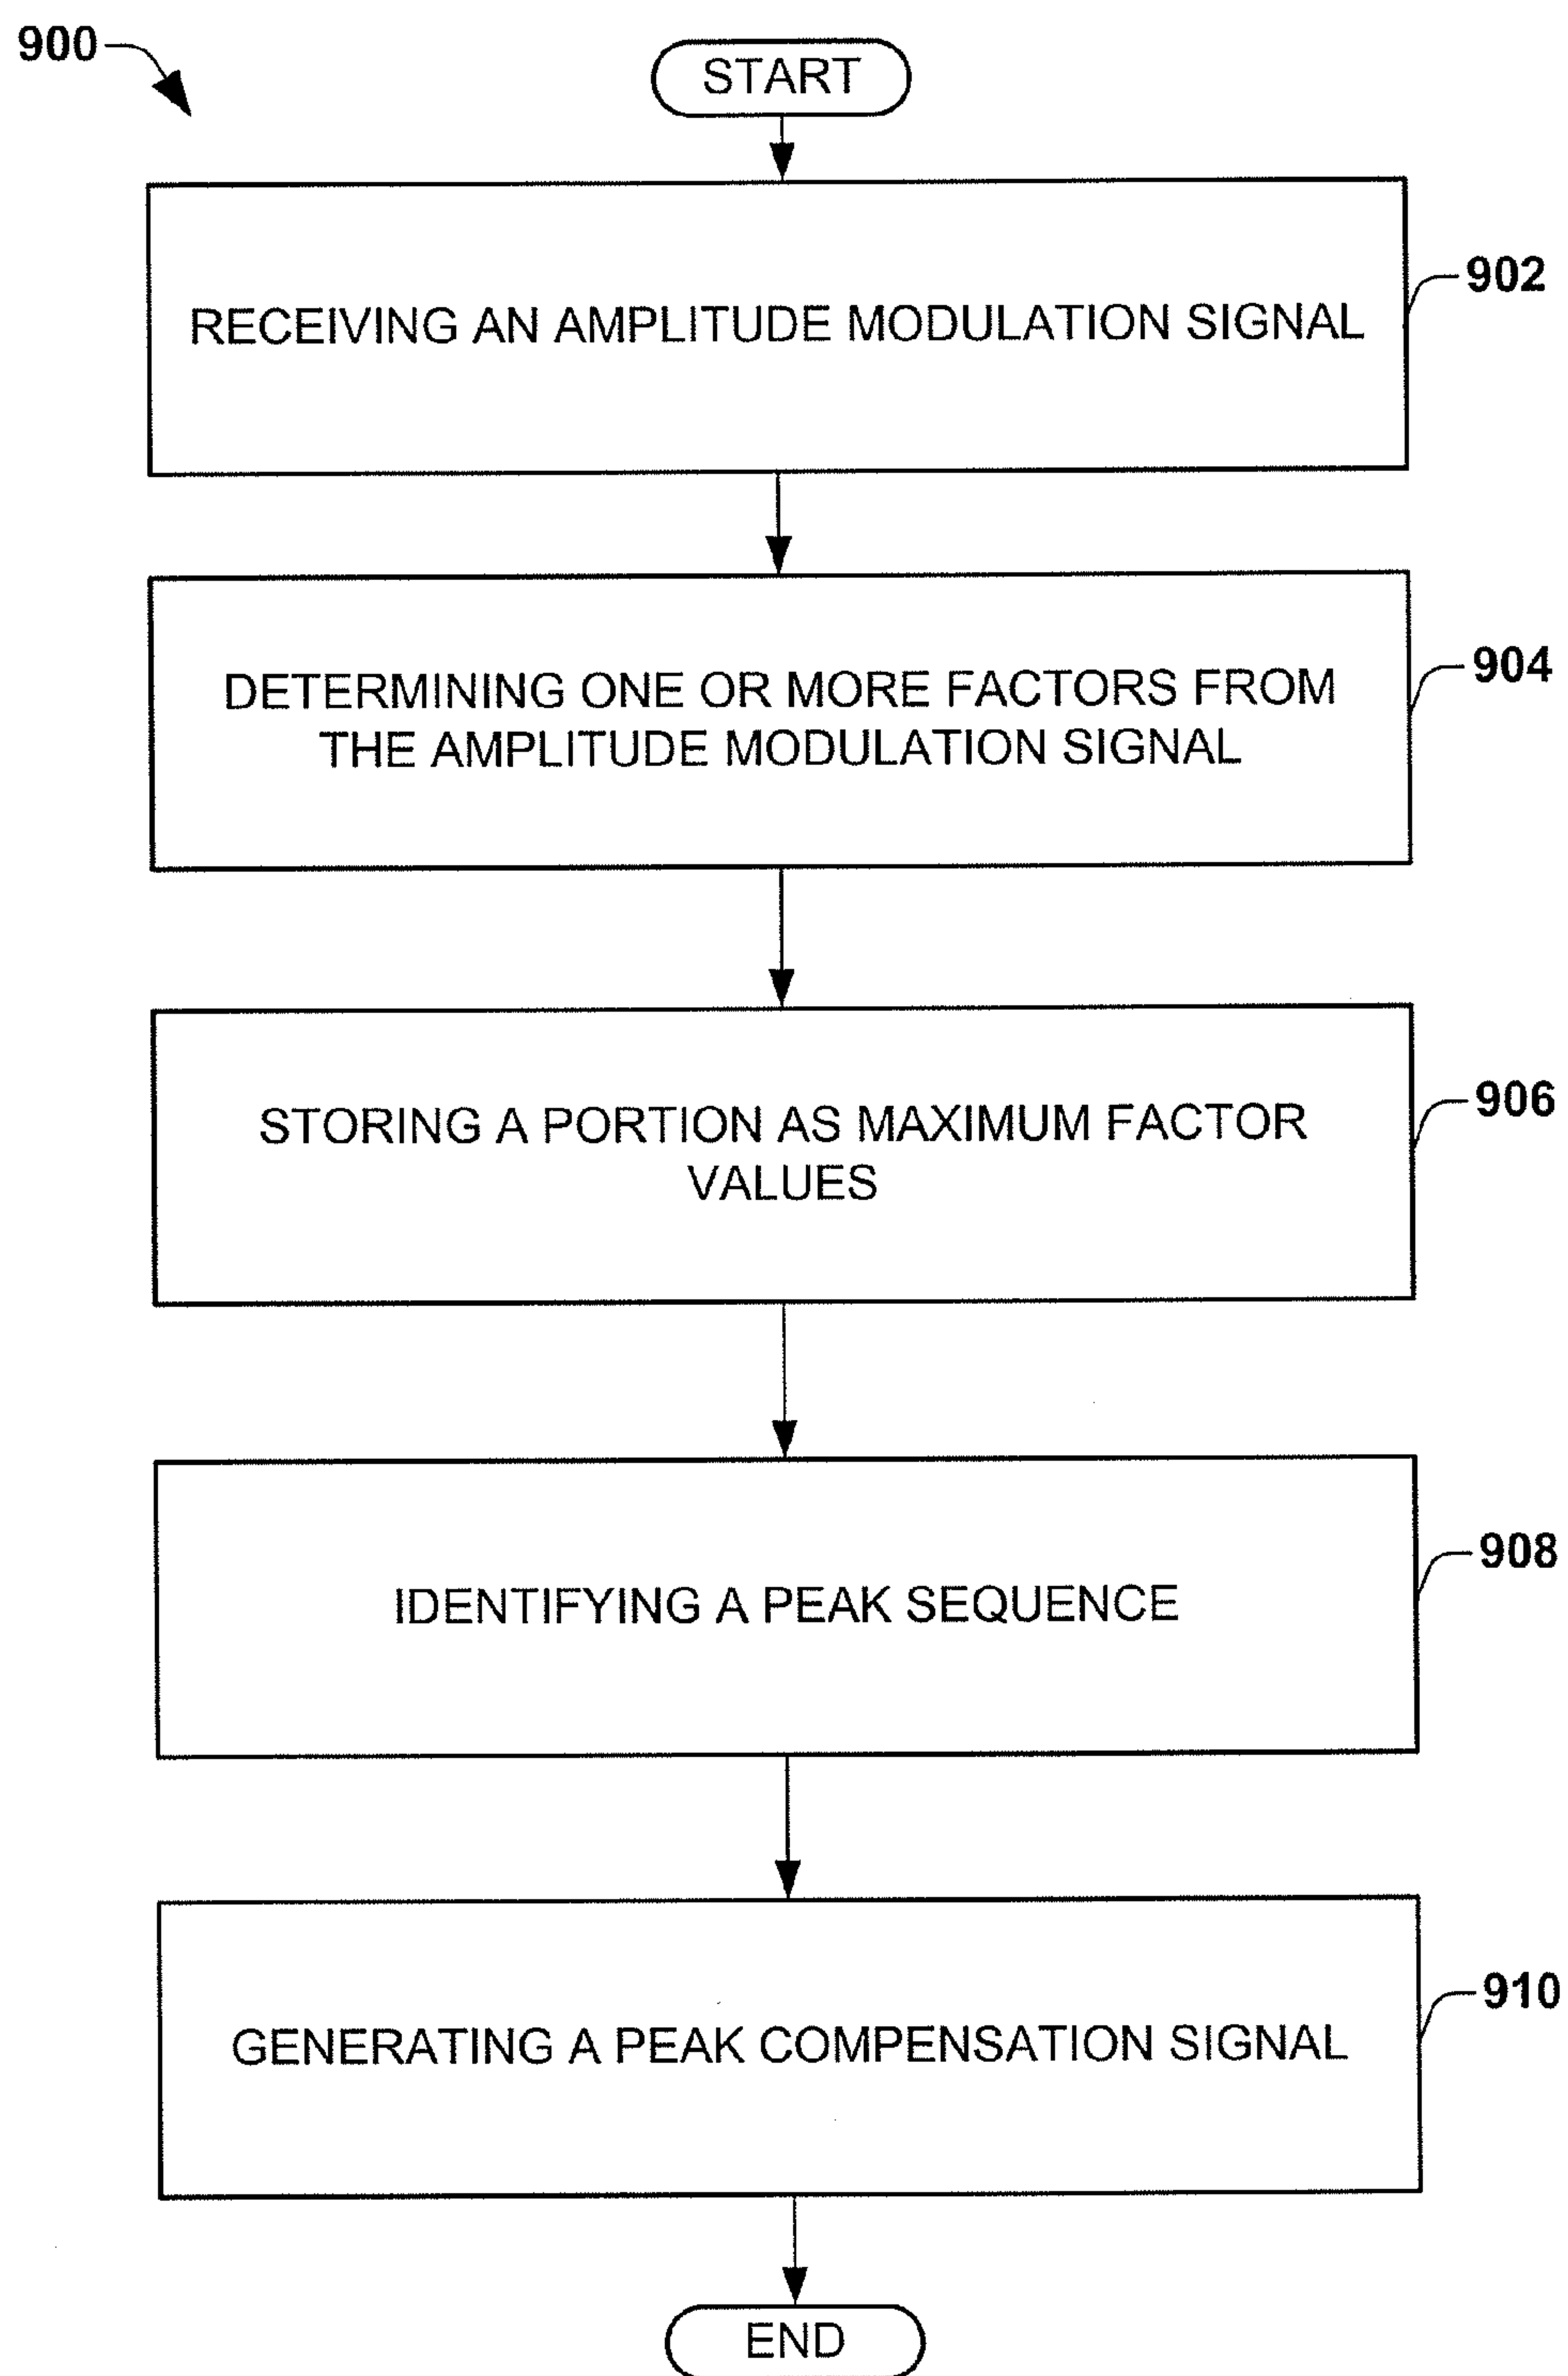 900
START
RECEIVING AN AMPLITUDE MODULATION SIGNAL
902
DETERMINING ONE OR MORE FACTORS FROM
THE AMPLITUDE MODULATION SIGNAL
904
STORING A PORTION AS MAXIMUM FACTOR
VALUES
906
IDENTIFYING A PEAK SEQUENCE
908
GENERATING A PEAK COMPENSATION SIGNAL
910
END